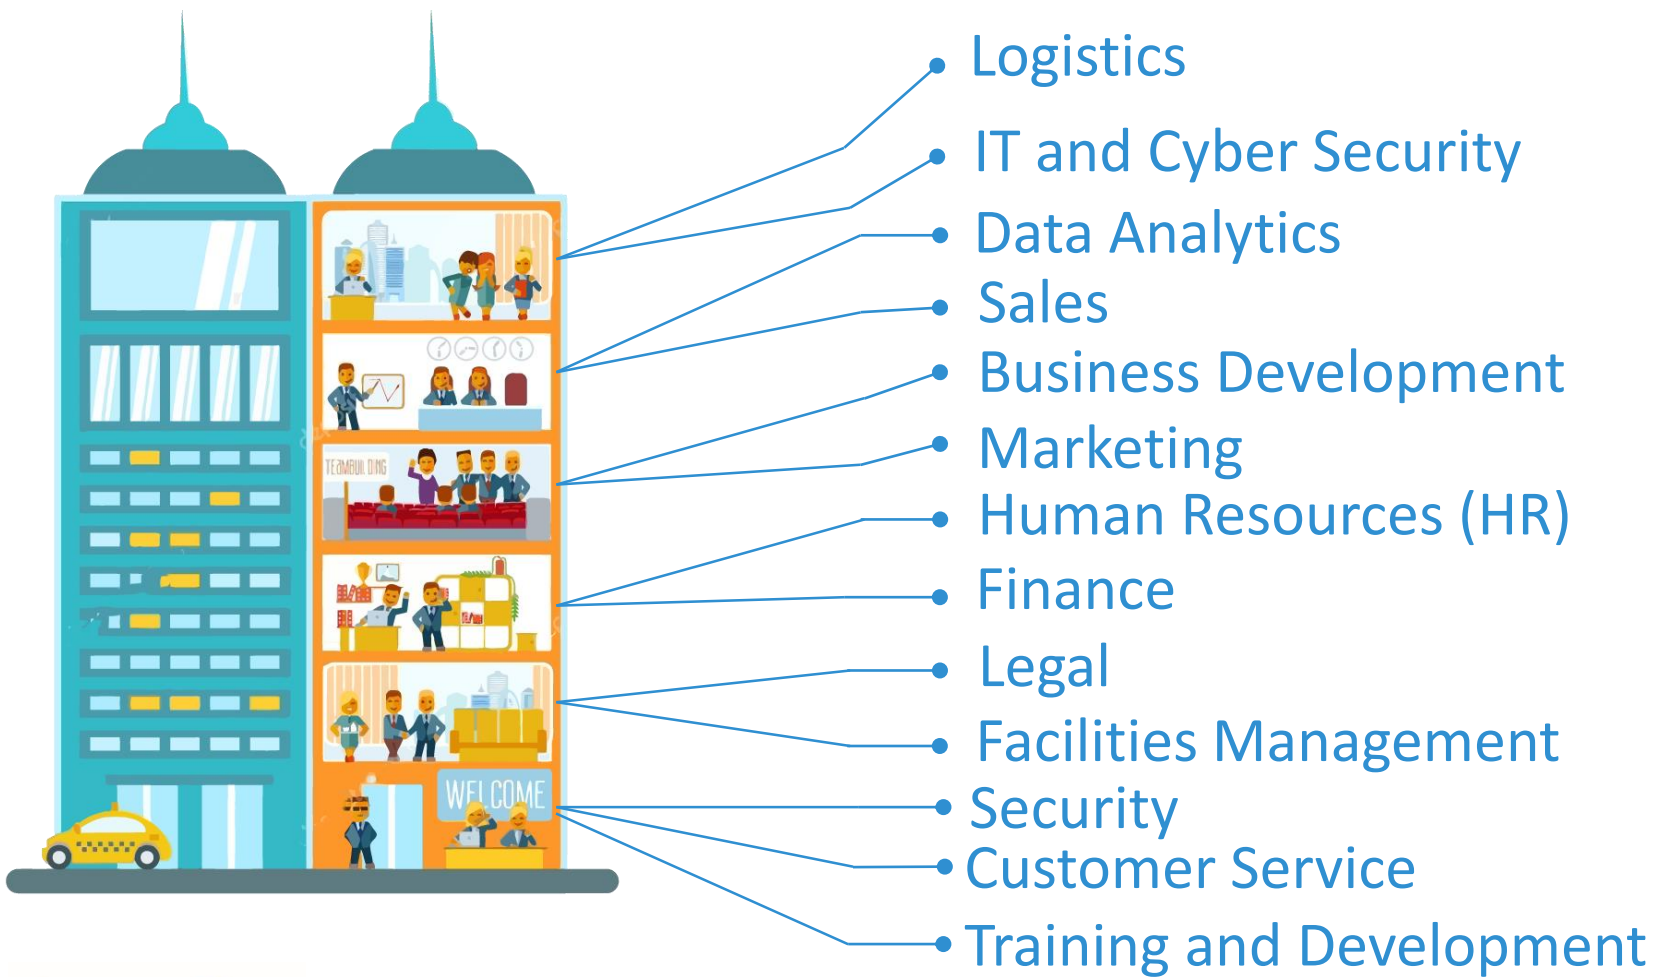 Logistics
IT and Cyber Security
Data Analytics
Sales
Business Development
Marketing
TEAMBUILDING
Human Resources (HR)
Finance
Legal
Facilities Management
WELCOME
Security
Customer Service
Training and Development